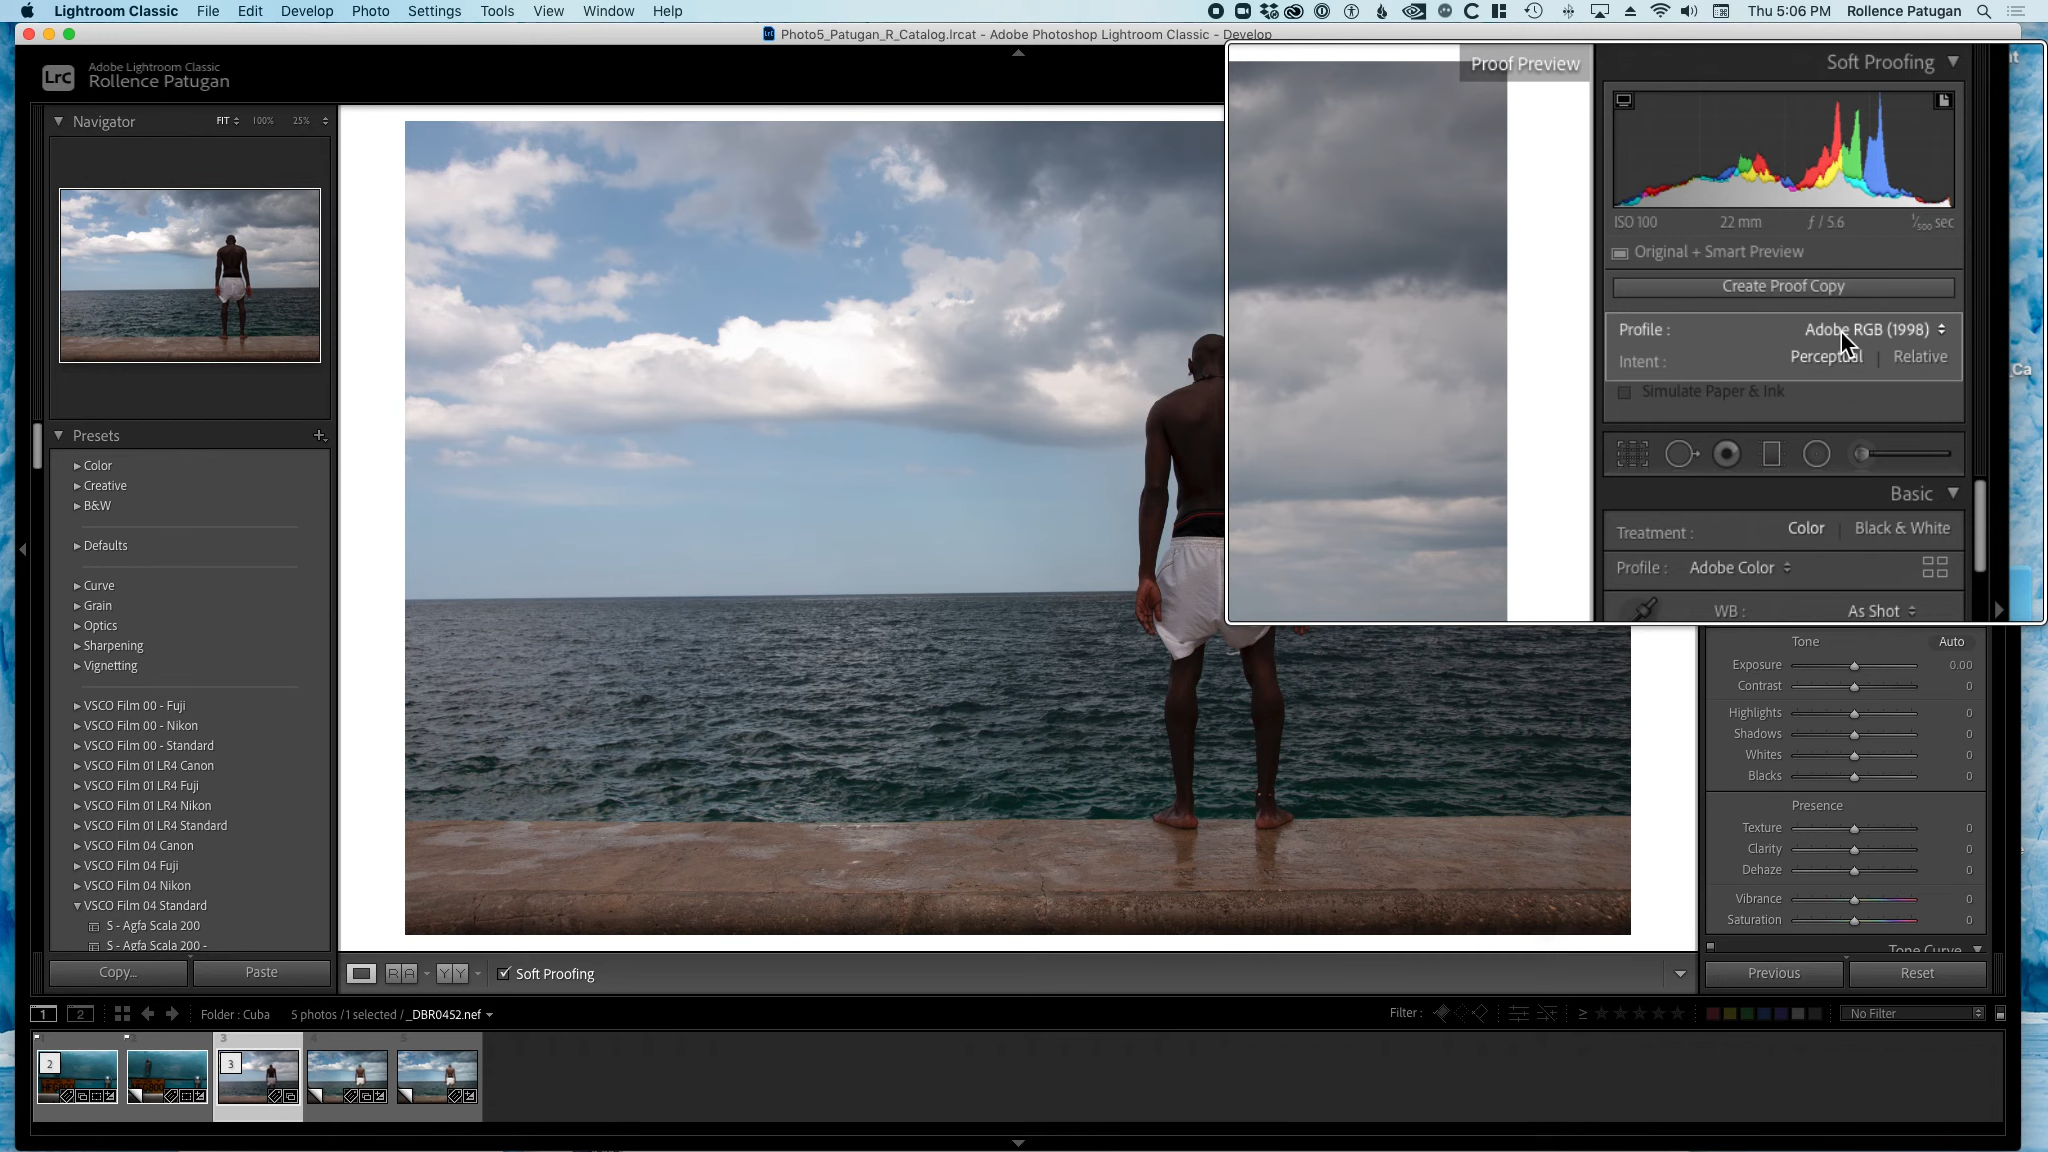 Lightroom Classic File Edit Develop Photo Settings Tools View Window Help Thu 5:06 PM Rollence Patugan
Photo5_Patugan_R_Catalog.lrcat - Adobe Photoshop Lightroom Classic - Develop
LrC
Adobe Lightroom Classic
Rollence Patugan
Navigator FIT 100% 25%
Presets
Color
Creative
B&W
Defaults
Curve
Grain
Optics
Sharpening
Vignetting
VSCO Film 00 - Fuji
VSCO Film 00 - Nikon
VSCO Film 00 - Standard
VSCO Film 01 LR4 Canon
VSCO Film 01 LR4 Fuji
VSCO Film 01 LR4 Nikon
VSCO Film 01 LR4 Standard
VSCO Film 04 Canon
VSCO Film 04 Fuji
VSCO Film 04 Nikon
VSCO Film 04 Standard
S - Agfa Scala 200
S - Agfa Scala 200 -
Copy... Paste
Proof Preview
Soft Proofing
ISO 100 22 mm ƒ / 5.6 1/500 sec
Original + Smart Preview
Create Proof Copy
Profile : Adobe RGB (1998)
Intent : Perceptual | Relative
Simulate Paper & Ink
Basic
Treatment : Color | Black & White
Profile : Adobe Color
WB : As Shot
Tone Auto
Exposure 0.00
Contrast 0
Highlights 0
Shadows 0
Whites 0
Blacks 0
Presence
Texture 0
Clarity 0
Dehaze 0
Vibrance 0
Saturation 0
Tone Curve
Previous Reset
R A Y Y Soft Proofing
1 2 Folder : Cuba 5 photos / 1 selected / _DBR0452.nef Filter : ≥ No Filter
2 3